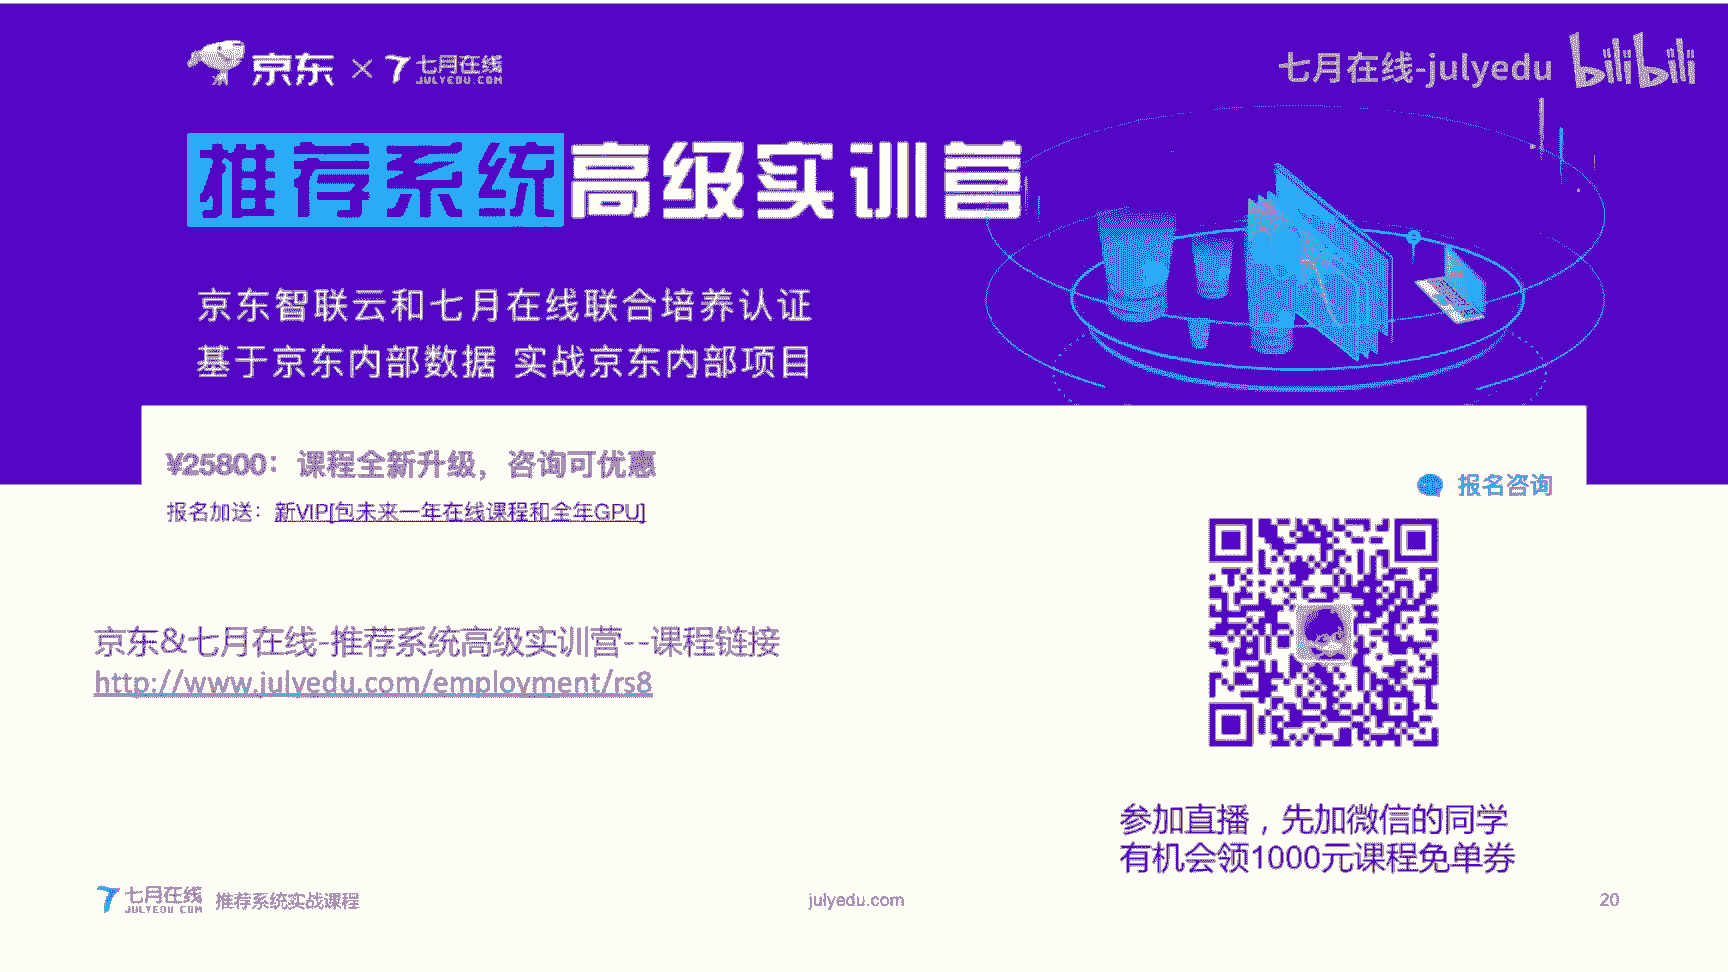 京东 × 七月在线
JULYEDU.COM
七月在线-julyedu bilibili
推荐系统高级实训营
京东智联云和七月在线联合培养认证
基于京东内部数据 实战京东内部项目
¥25800：课程全新升级，咨询可优惠
报名加送：新VIP[包未来一年在线课程和全年GPU]
报名咨询
京东&七月在线-推荐系统高级实训营--课程链接
http://www.julyedu.com/employment/rs8
参加直播，先加微信的同学
有机会领1000元课程免单券
七月在线 推荐系统实战课程
JULYEDU.COM
julyedu.com
20